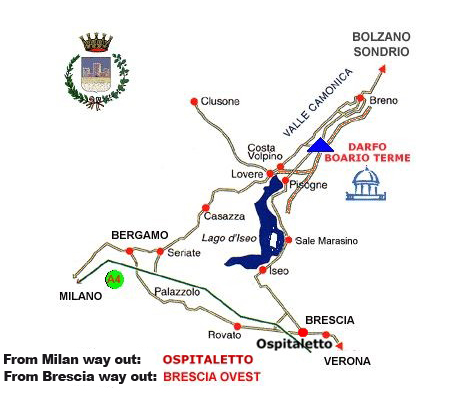 BOLZANO
SONDRIO
VALLE CAMONICA
Breno
Clusone
DARFO
BOARIO TERME
Costa
Volpino
Lovere
Pisogne
Casazza
BERGAMO
Lago d'Iseo
Sale Marasino
Seriate
Iseo
A4
MILANO
Palazzolo
BRESCIA
Rovato
Ospitaletto
VERONA
From Milan way out: OSPITALETTO
From Brescia way out: BRESCIA OVEST